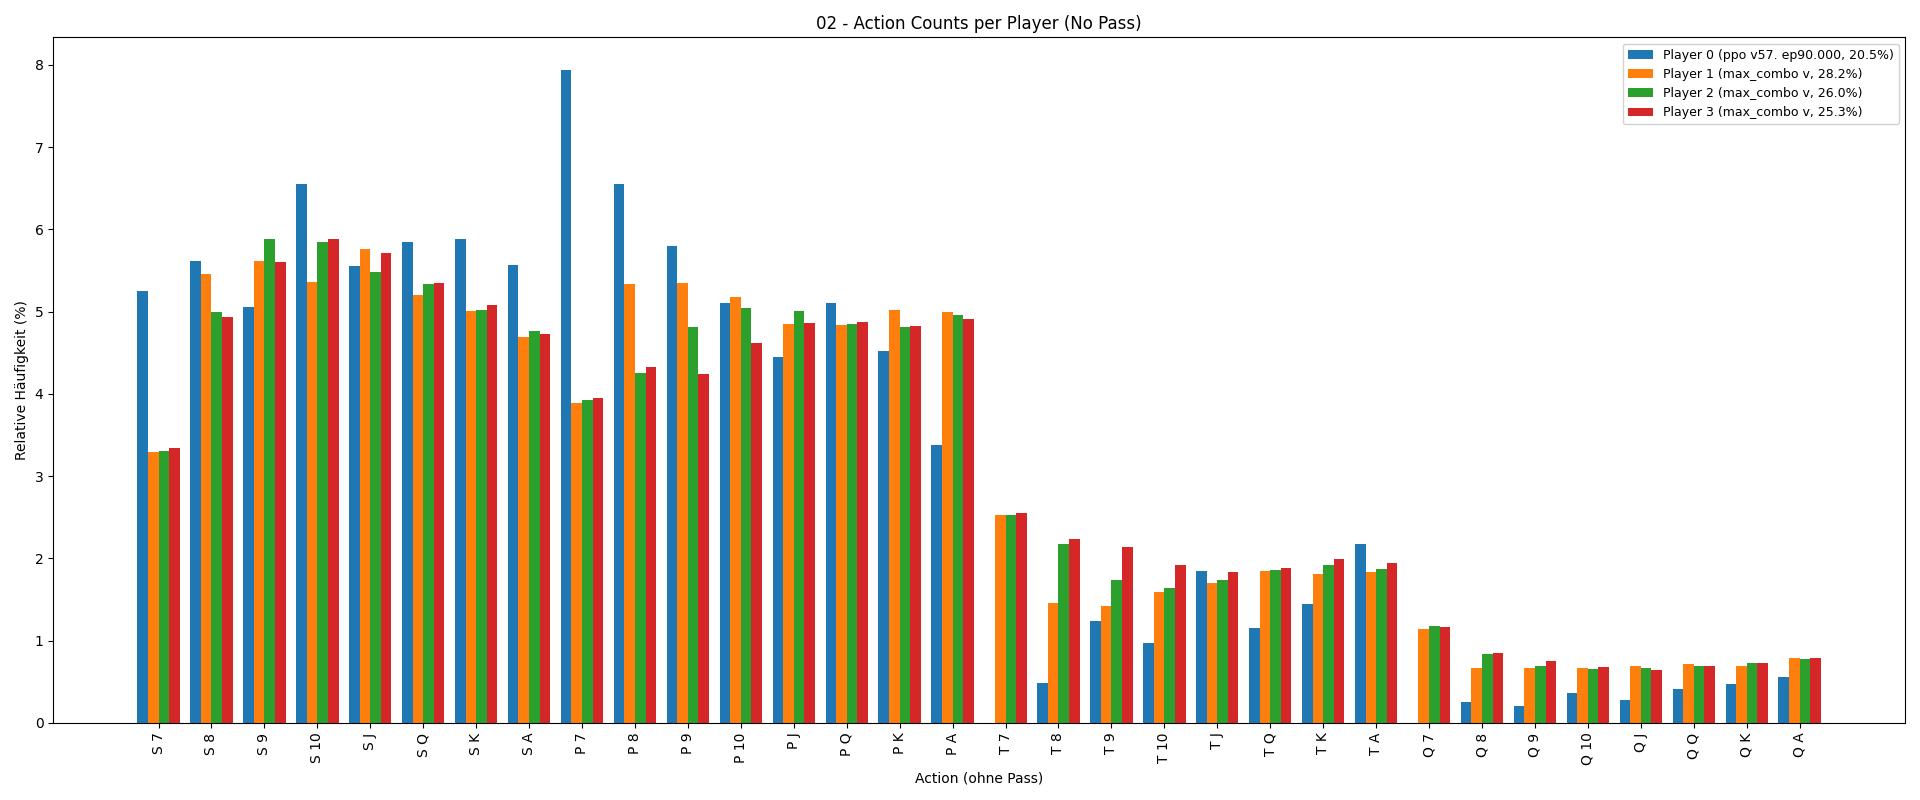 02 - Action Counts per Player (No Pass)
Player 0 (ppo v57. ep90.000, 20.5%)
Player 1 (max_combo v, 28.2%)
Player 2 (max_combo v, 26.0%)
Player 3 (max_combo v, 25.3%)
Relative Häufigkeit (%)
8
7
6
5
4
3
2
1
0
S 7
S 8
S 9
S 10
S J
S Q
S K
S A
P 7
P 8
P 9
P 10
P J
P Q
P K
P A
T 7
T 8
T 9
T 10
T J
T Q
T K
T A
Q 7
Q 8
Q 9
Q 10
Q J
Q Q
Q K
Q A
Action (ohne Pass)